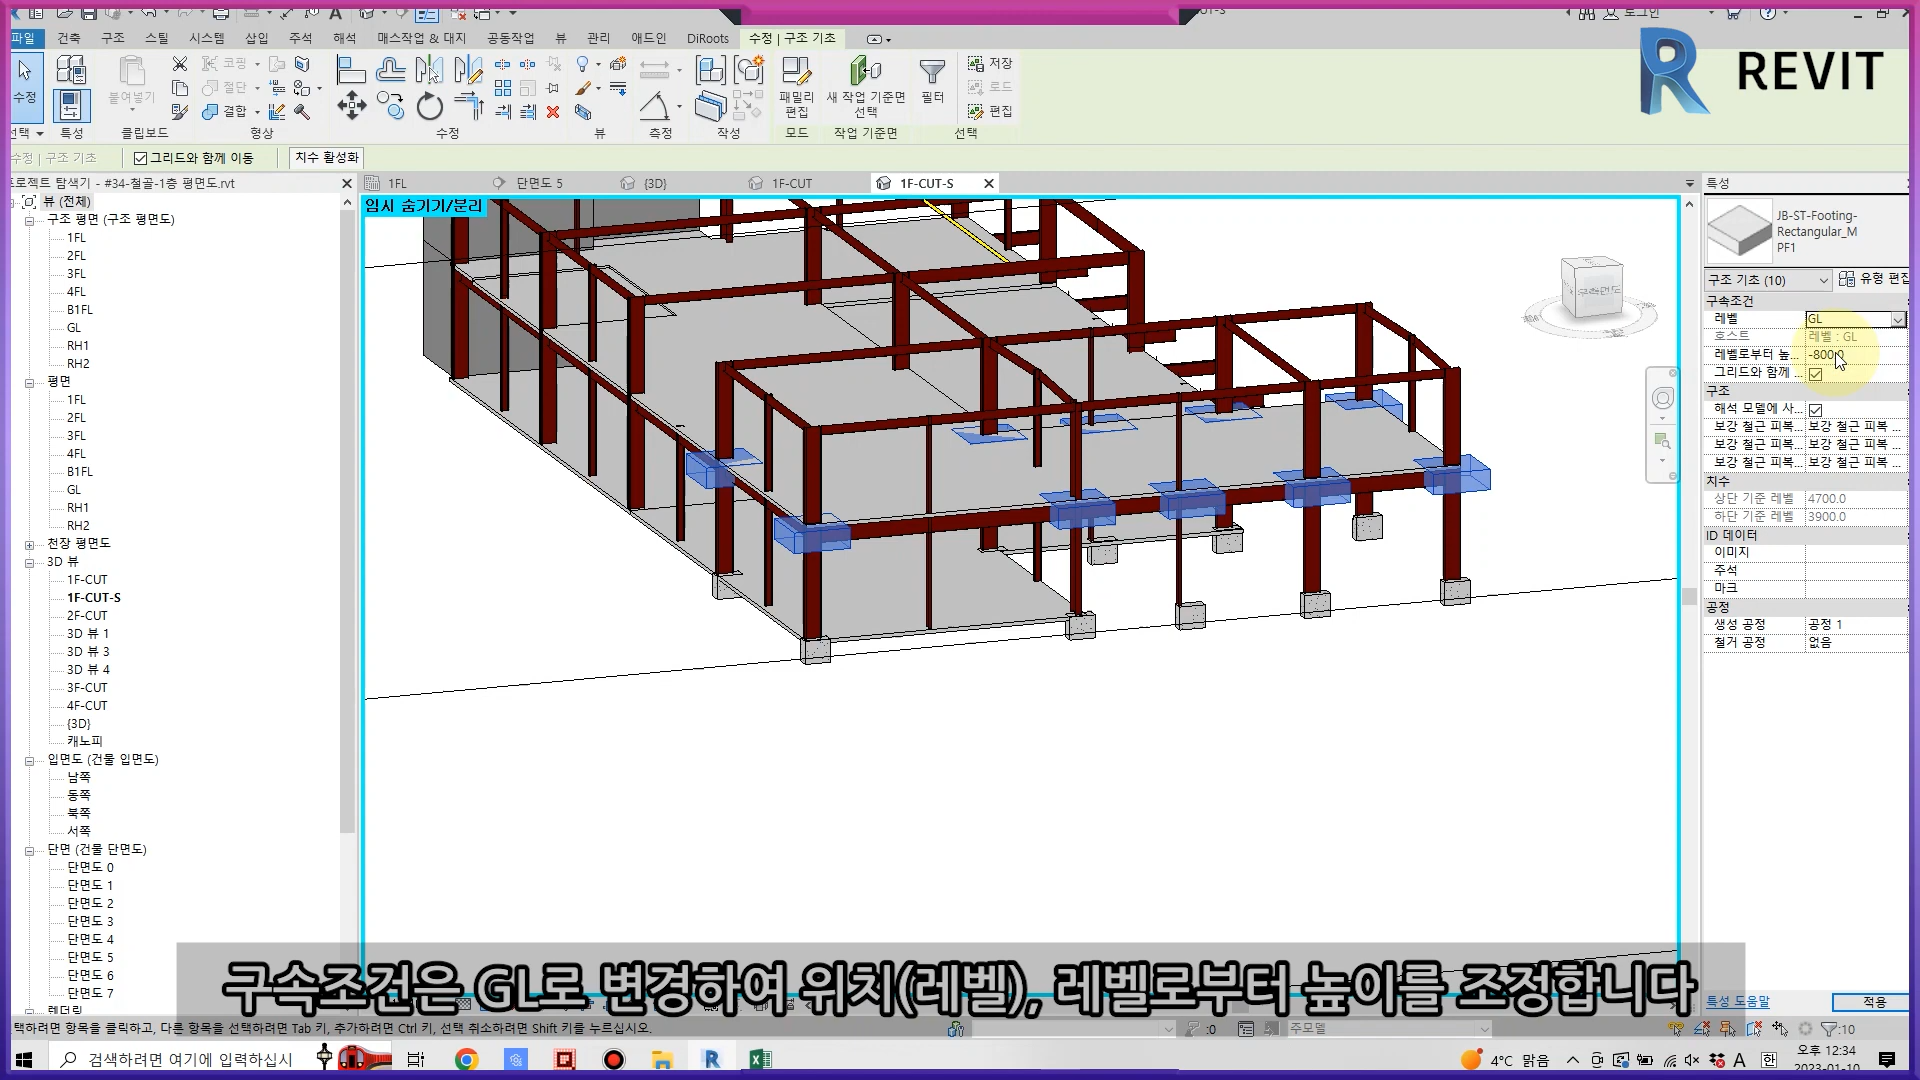 UT-S
로그인
파일 건축 구조 스틸 시스템 삽입 주석 해석 매스작업 & 대지 공동작업 뷰 관리 애드인 DiRoots 수정 | 구조 기초
REVIT
수정
붙여넣기
코핑
절단
결합
패밀리 편집
새 작업 기준면 선택
필터
저장
로드
편집
특성 클립보드 형상 수정 뷰 측정 작성 모드 작업 기준면 선택
수정 | 구조 기초 그리드와 함께 이동 치수 활성화
프로젝트 탐색기 - #34-철골-1층 평면도.rvt
1FL 단면도 5 {3D} 1F-CUT 1F-CUT-S
특성
임시 숨기기/분리
뷰 (전체)
구조 평면 (구조 평면도)
1FL
2FL
3FL
4FL
B1FL
GL
RH1
RH2
평면
1FL
2FL
3FL
4FL
B1FL
GL
RH1
RH2
천장 평면도
3D 뷰
1F-CUT
1F-CUT-S
2F-CUT
3D 뷰 1
3D 뷰 3
3D 뷰 4
3F-CUT
4F-CUT
{3D}
캐노피
입면도 (건물 입면도)
남쪽
동쪽
북쪽
서쪽
단면 (건물 단면도)
단면도 0
단면도 1
단면도 2
단면도 3
단면도 4
단면도 5
단면도 6
단면도 7
렌더링
JB-ST-Footing-
Rectangular_M
PF1
구조 기초 (10) 유형 편집
구속조건
레벨 GL
호스트 레벨 : GL
레벨로부터 높... -800.0
그리드와 함께 ...
구조
해석 모델에 사...
보강 철근 피복... 보강 철근 피복 ...
보강 철근 피복... 보강 철근 피복 ...
보강 철근 피복... 보강 철근 피복 ...
치수
상단 기준 레벨 4700.0
하단 기준 레벨 3900.0
ID 데이터
이미지
주석
마크
공정
생성 공정 공정 1
철거 공정 없음
구속조건은 GL로 변경하여 위치(레벨), 레벨로부터 높이를 조정합니다
특성 도움말 적용
택하려면 항목을 클릭하고, 다른 항목을 선택하려면 Tab 키, 추가하려면 Ctrl 키, 선택 취소하려면 Shift 키를 누르십시오.
:0 주모델 :10
검색하려면 여기에 입력하십시
4°C 맑음 A 한 오후 12:34
2023-01-10